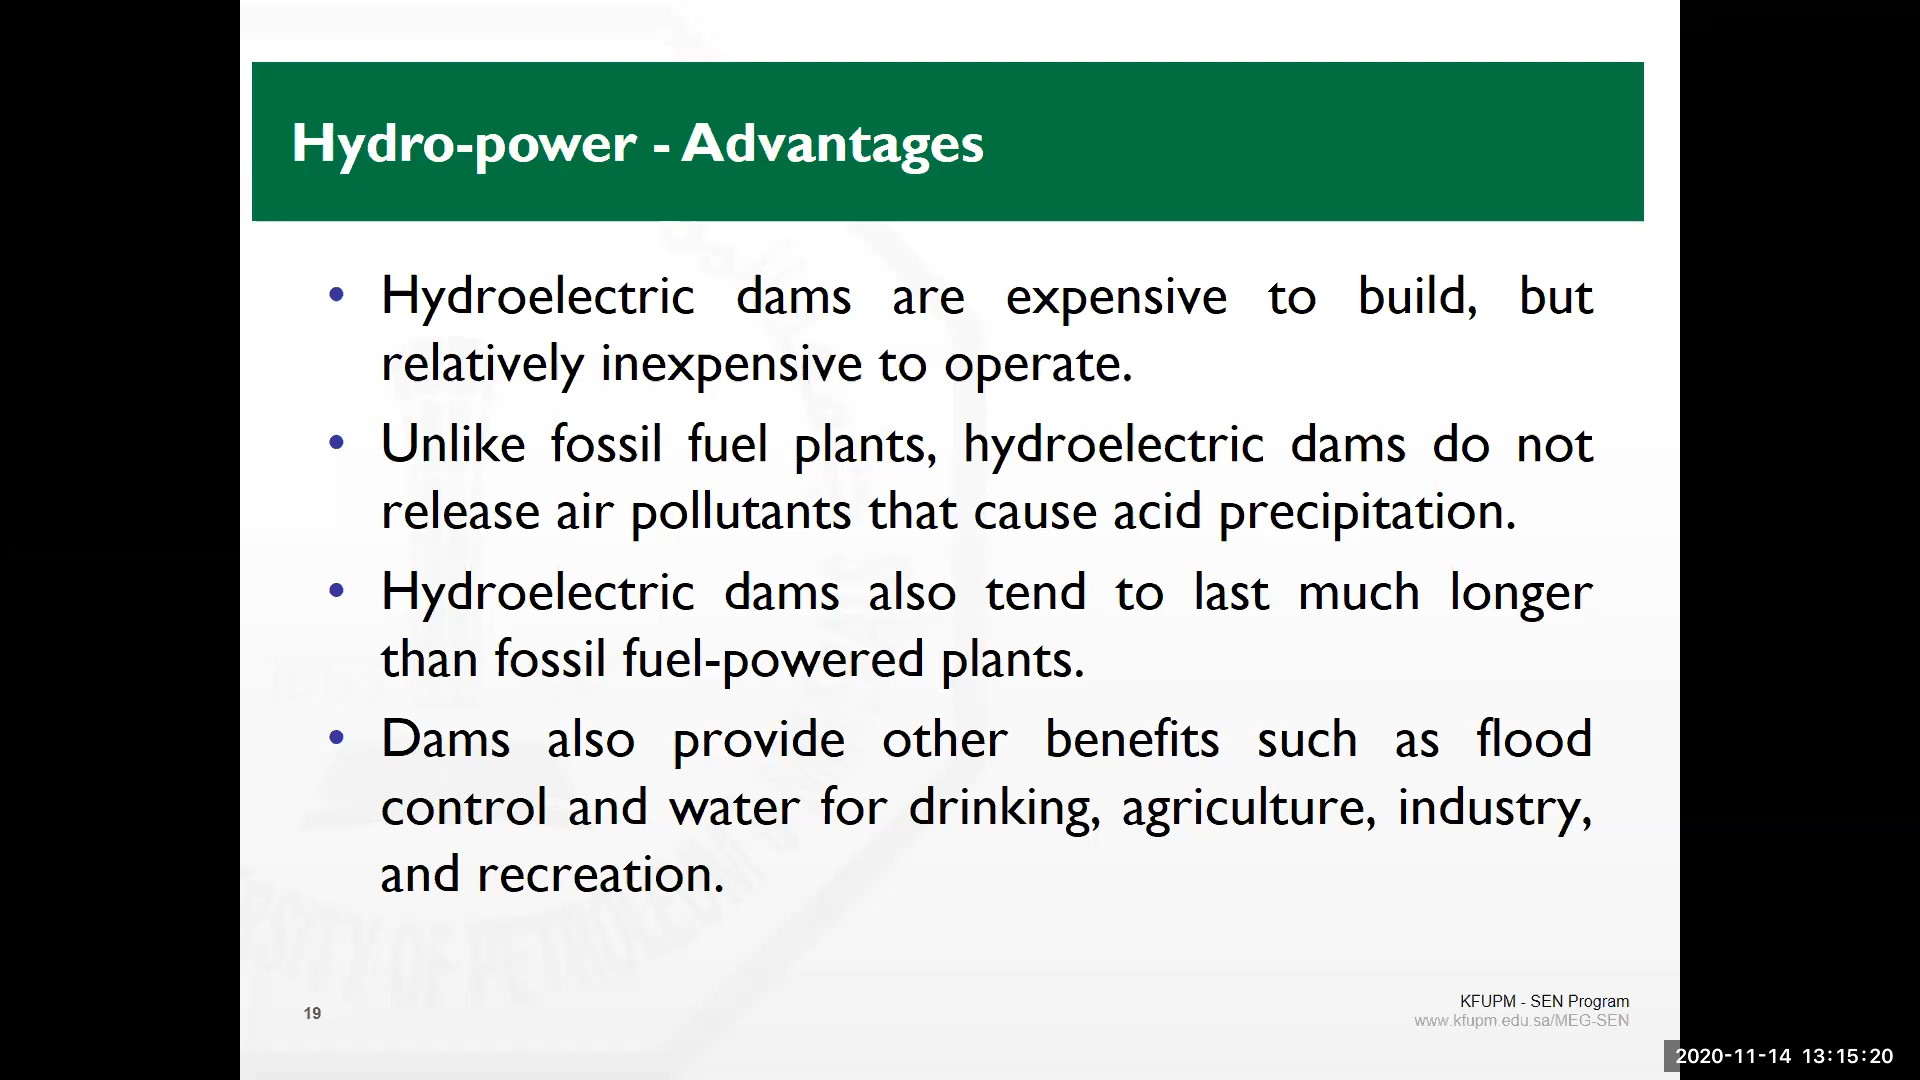 Hydro-power - Advantages
• Hydroelectric dams are expensive to build, but
relatively inexpensive to operate.
• Unlike fossil fuel plants, hydroelectric dams do not
release air pollutants that cause acid precipitation.
• Hydroelectric dams also tend to last much longer
than fossil fuel-powered plants.
• Dams also provide other benefits such as flood
control and water for drinking, agriculture, industry,
and recreation.
19
KFUPM - SEN Program
www.kfupm.edu.sa/MEG-SEN
2020-11-14 13:15:20